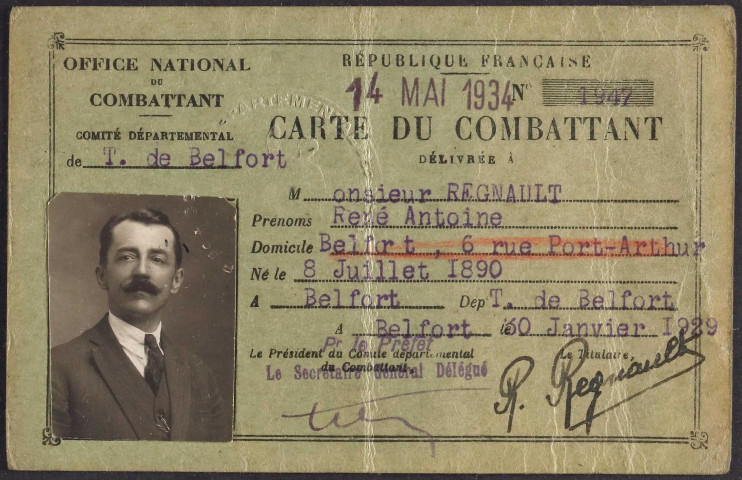 OFFICE NATIONAL
DU
COMBATTANT
COMITÉ DÉPARTEMENTAL
de T. de Belfort
RÉPUBLIQUE FRANÇAISE
14 MAI 1934 N° 1947
CARTE DU COMBATTANT
DÉLIVRÉE À
Monsieur REGNAULT
Prenoms René Antoine
Domicile Belfort, 6 rue Port-Arthur
Né le 8 Juillet 1890
A Belfort Dep T. de Belfort
A Belfort le 30 Janvier 1929
Pr le Préfet
Le Président du Comité départemental
du Combattant,
Le Secrétaire Général Délégué
Le Titulaire,
R. Regnault